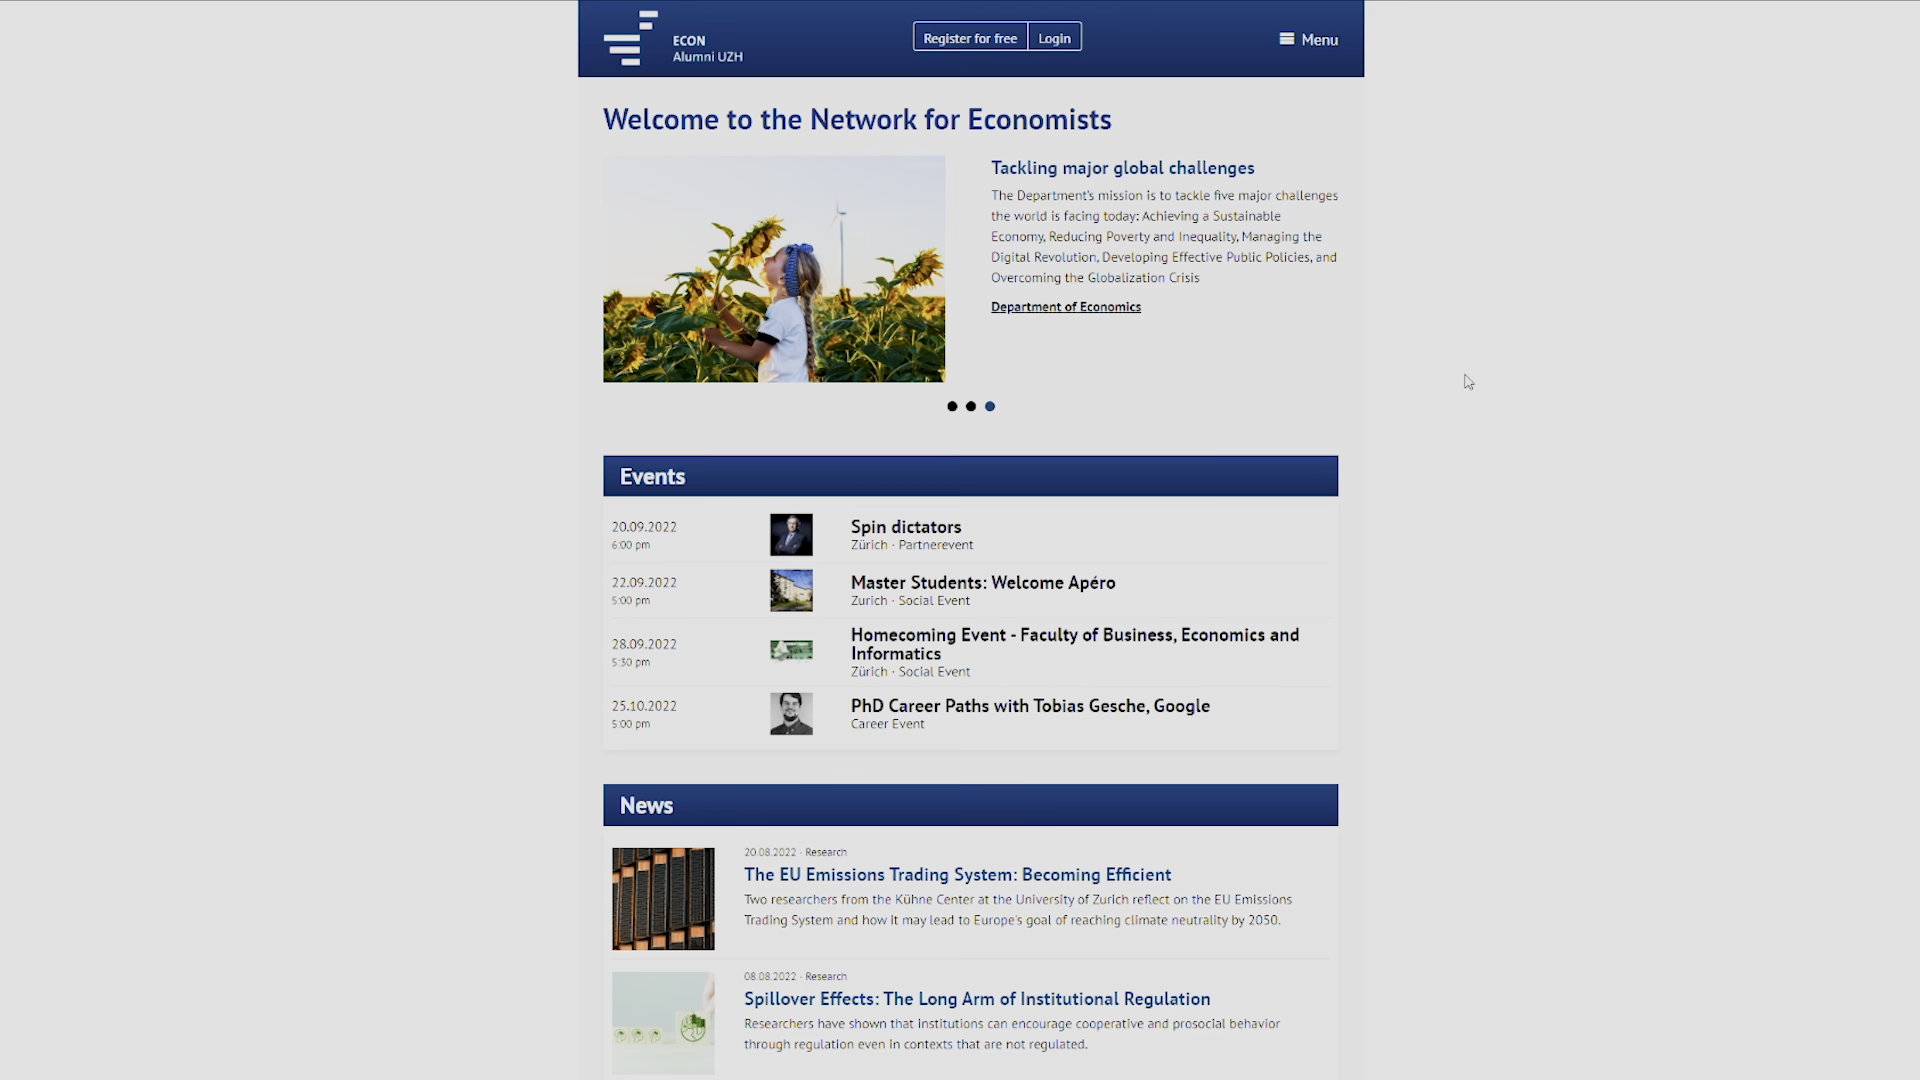 ECON
Alumni UZH
Register for free
Login
Menu
Welcome to the Network for Economists
Tackling major global challenges
The Department's mission is to tackle five major challenges
the world is facing today: Achieving a Sustainable
Economy, Reducing Poverty and Inequality, Managing the
Digital Revolution, Developing Effective Public Policies, and
Overcoming the Globalization Crisis
Department of Economics
Events
20.09.2022
6:00 pm
Spin dictators
Zürich · Partnerevent
22.09.2022
5:00 pm
Master Students: Welcome Apéro
Zurich · Social Event
28.09.2022
5:30 pm
Homecoming Event - Faculty of Business, Economics and
Informatics
Zürich · Social Event
25.10.2022
5:00 pm
PhD Career Paths with Tobias Gesche, Google
Career Event
News
20.08.2022 · Research
The EU Emissions Trading System: Becoming Efficient
Two researchers from the Kühne Center at the University of Zurich reflect on the EU Emissions
Trading System and how it may lead to Europe's goal of reaching climate neutrality by 2050.
08.08.2022 · Research
Spillover Effects: The Long Arm of Institutional Regulation
Researchers have shown that institutions can encourage cooperative and prosocial behavior
through regulation even in contexts that are not regulated.